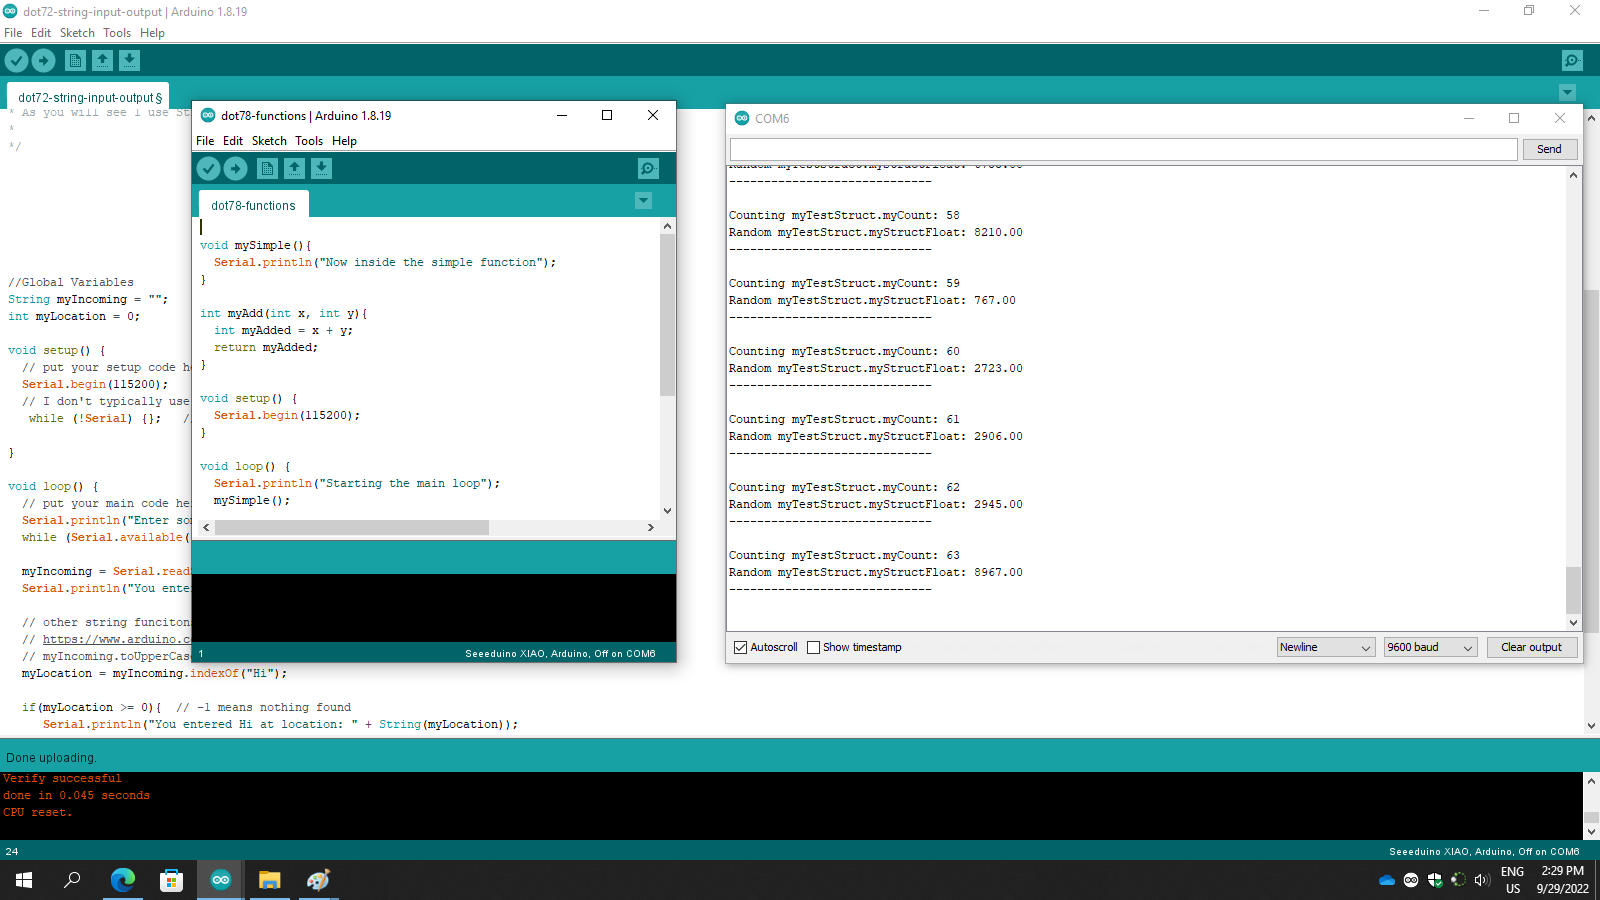 dot72-string-input-output | Arduino 1.8.19
File Edit Sketch Tools Help
dot72-string-input-output §
* As you will see I use St
*
*/
//Global Variables
String myIncoming = "";
int myLocation = 0;
void setup() {
// put your setup code he
Serial.begin(115200);
// I don't typically use
while (!Serial) {}; //
}
void loop() {
// put your main code he
Serial.println("Enter so
while (Serial.available(
myIncoming = Serial.read
Serial.println("You ente
// other string funcitons
// https://www.arduino.c
// myIncoming.toUpperCas
myLocation = myIncoming.indexOf("Hi");
if(myLocation >= 0){ // -1 means nothing found
Serial.println("You entered Hi at location: " + String(myLocation));
dot78-functions | Arduino 1.8.19
File Edit Sketch Tools Help
dot78-functions
void mySimple(){
Serial.println("Now inside the simple function");
}
int myAdd(int x, int y){
int myAdded = x + y;
return myAdded;
}
void setup() {
Serial.begin(115200);
}
void loop() {
Serial.println("Starting the main loop");
mySimple();
1
Seeeduino XIAO, Arduino, Off on COM6
COM6
Send
-----------------------------
Counting myTestStruct.myCount: 58
Random myTestStruct.myStructFloat: 8210.00
-----------------------------
Counting myTestStruct.myCount: 59
Random myTestStruct.myStructFloat: 767.00
-----------------------------
Counting myTestStruct.myCount: 60
Random myTestStruct.myStructFloat: 2723.00
-----------------------------
Counting myTestStruct.myCount: 61
Random myTestStruct.myStructFloat: 2906.00
-----------------------------
Counting myTestStruct.myCount: 62
Random myTestStruct.myStructFloat: 2945.00
-----------------------------
Counting myTestStruct.myCount: 63
Random myTestStruct.myStructFloat: 8967.00
-----------------------------
Autoscroll Show timestamp Newline 9600 baud Clear output
Done uploading.
Verify successful
done in 0.045 seconds
CPU reset.
24
Seeeduino XIAO, Arduino, Off on COM6
ENG
US
2:29 PM
9/29/2022